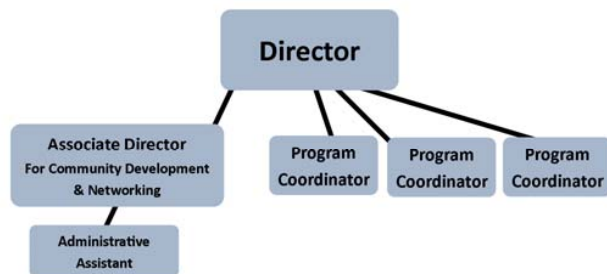 Director
Associate Director
For Community Development
& Networking
Program
Coordinator
Program
Coordinator
Program
Coordinator
Administrative
Assistant